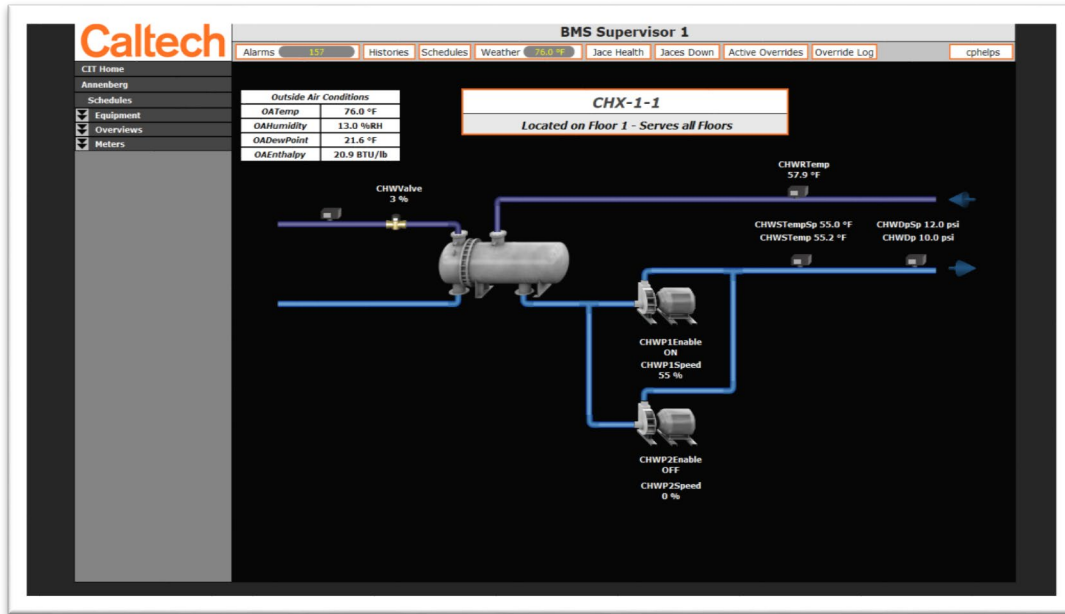 Caltech
BMS Supervisor 1
Alarms 157 Histories Schedules Weather 76.0 °F Jace Health Jaces Down Active Overrides Override Log cphelps
CIT Home
Annenberg
Schedules
Equipment
Overviews
Meters
Outside Air Conditions
OATemp 76.0 °F
OAHumidity 13.0 %RH
OADewPoint 21.6 °F
OAEnthalpy 20.9 BTU/lb
CHX-1-1
Located on Floor 1 - Serves all Floors
CHWRTemp
57.9 °F
CHWValve
3 %
CHWSTempSp 55.0 °F CHWDpSp 12.0 psi
CHWSTemp 55.2 °F CHWDp 10.0 psi
CHWP1Enable
ON
CHWP1Speed
55 %
CHWP2Enable
OFF
CHWP2Speed
0 %